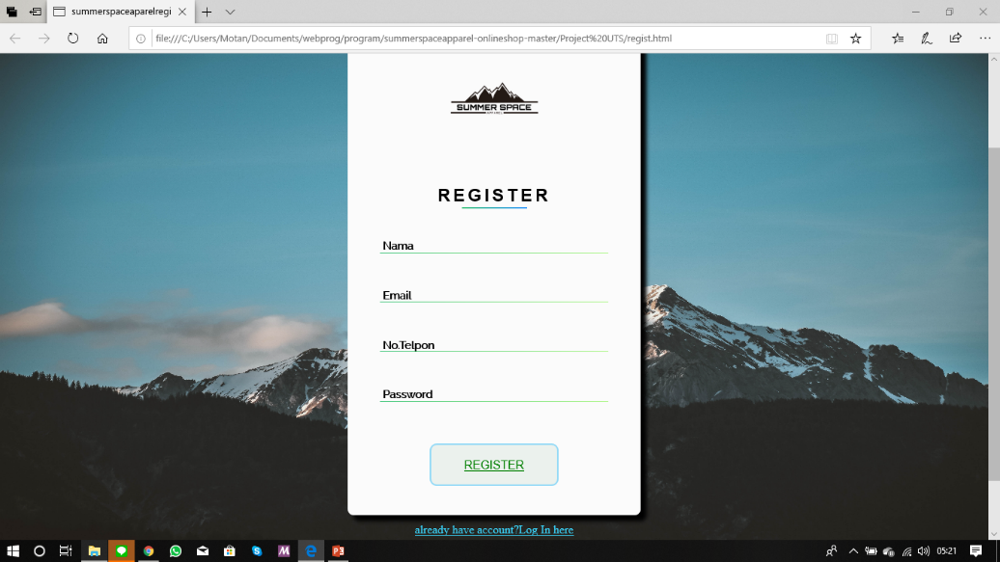 summerspaceaparelregi
file:///C:/Users/Motan/Documents/webprog/program/summerspaceapparel-onlineshop-master/Project%20UTS/regist.html
SUMMER SPACE
REGISTER
Nama
Email
No.Telpon
Password
REGISTER
already have account?Log In here
05:21